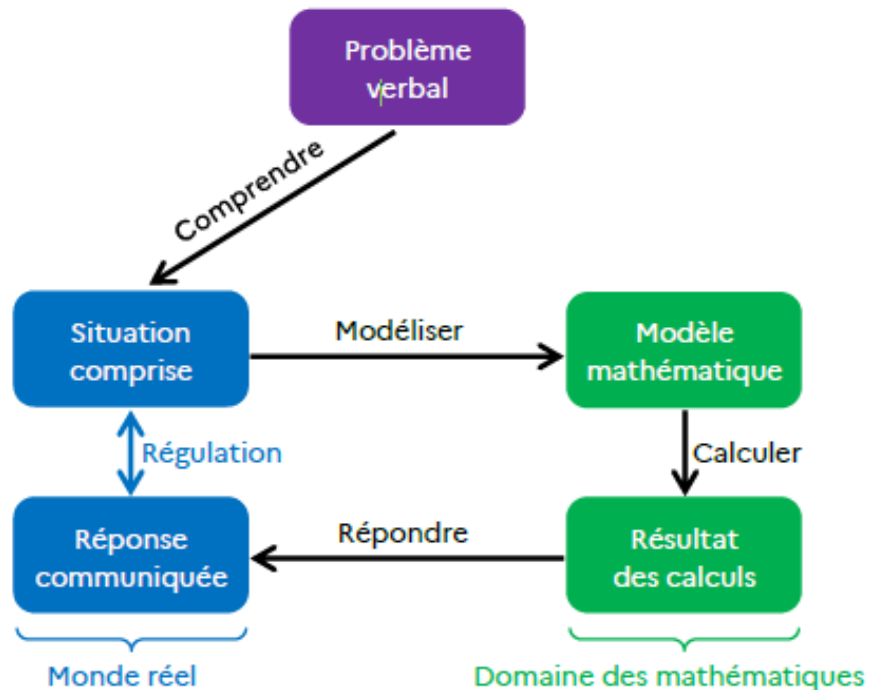 Problème
verbal
Comprendre
Situation
comprise
Modéliser
Modèle
mathématique
Régulation
Calculer
Réponse
communiquée
Répondre
Résultat
des calculs
Monde réel
Domaine des mathématiques